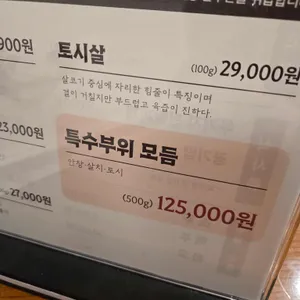 ,900원
토시살
(100g) 29,000원
살코기 중심에 자리한 힘줄이 특징이며
결이 거칠지만 부드럽고 육즙이 진하다.
23,000원
특수부위 모듬
안창·살치·토시
(500g) 125,000원
27,000원